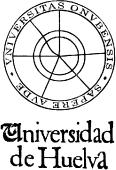 · VNIVERSITAS ONVBENSIS · SAPERE AVDE
Universidad
de Huelva